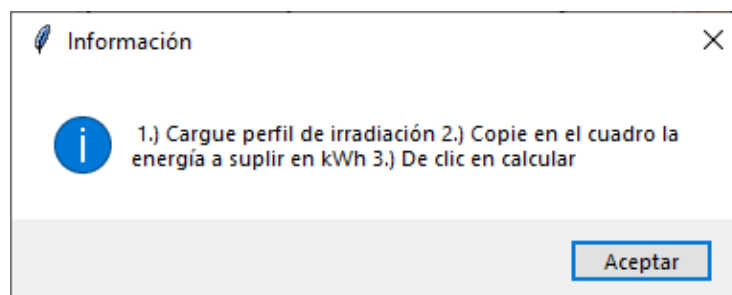 Información
1.) Cargue perfil de irradiación 2.) Copie en el cuadro la
energía a suplir en kWh 3.) De clic en calcular
Aceptar